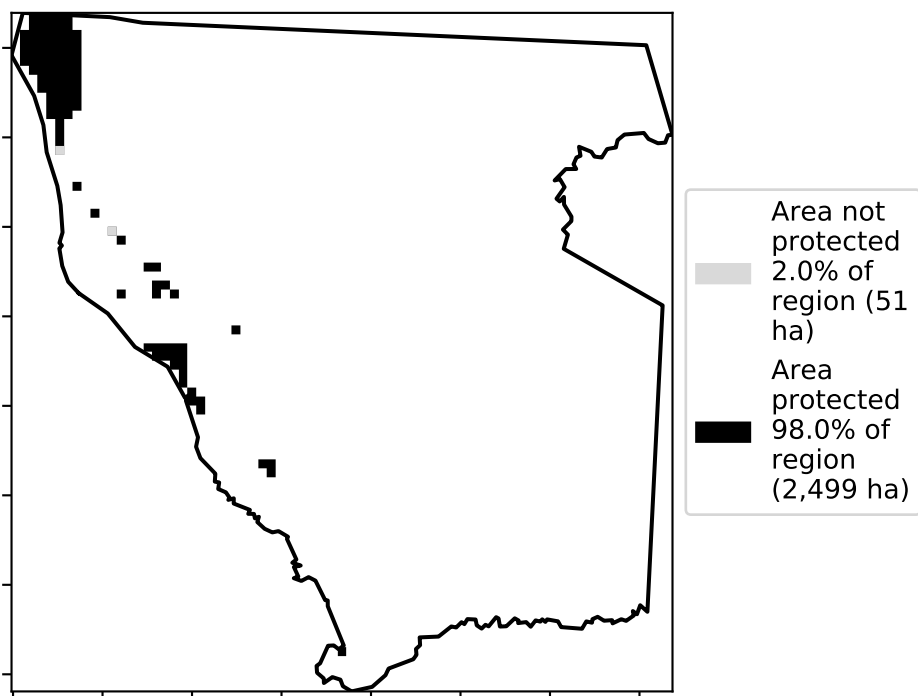 Area not
protected
2.0% of
region (51
ha)
Area
protected
98.0% of
region
(2,499 ha)